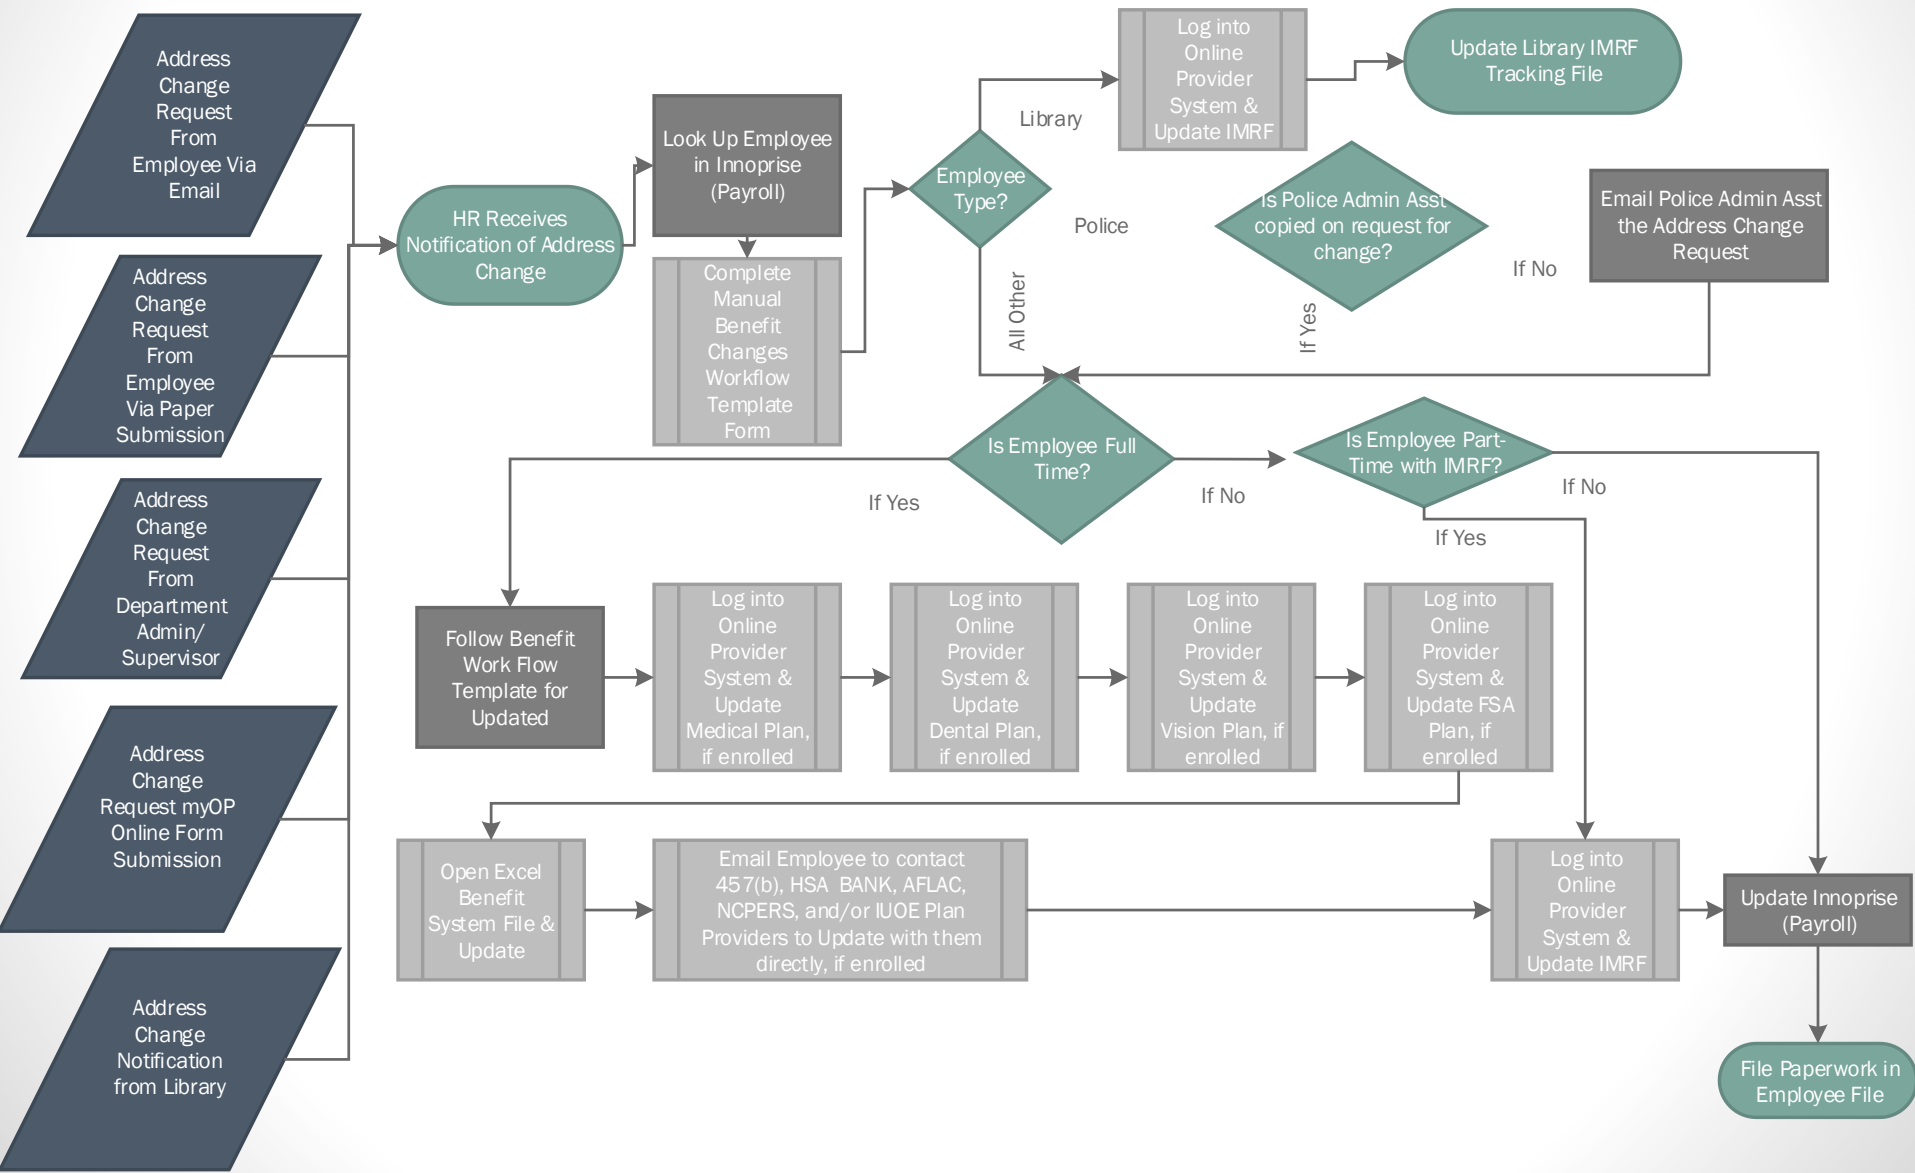 Address
Change
Request
From
Employee Via
Email
Address
Change
Request
From
Employee
Via Paper
Submission
Address
Change
Request
From
Department
Admin/
Supervisor
Address
Change
Request myOP
Online Form
Submission
Address
Change
Notification
from Library
HR Receives
Notification of Address
Change
Look Up Employee
in Innoprise
(Payroll)
Complete
Manual
Benefit
Changes
Workflow
Template
Form
Employee
Type?
Library
Log into
Online
Provider
System &
Update IMRF
Update Library IMRF
Tracking File
Police
Is Police Admin Asst
copied on request for
change?
If No
Email Police Admin Asst
the Address Change
Request
If Yes
All Other
Is Employee Full
Time?
If Yes
If No
Is Employee Part-
Time with IMRF?
If No
If Yes
Follow Benefit
Work Flow
Template for
Updated
Log into
Online
Provider
System &
Update
Medical Plan,
if enrolled
Log into
Online
Provider
System &
Update
Dental Plan,
if enrolled
Log into
Online
Provider
System &
Update
Vision Plan, if
enrolled
Log into
Online
Provider
System &
Update FSA
Plan, if
enrolled
Open Excel
Benefit
System File &
Update
Email Employee to contact
457(b), HSA BANK, AFLAC,
NCPERS, and/or IUOE Plan
Providers to Update with them
directly, if enrolled
Log into
Online
Provider
System &
Update IMRF
Update Innoprise
(Payroll)
File Paperwork in
Employee File